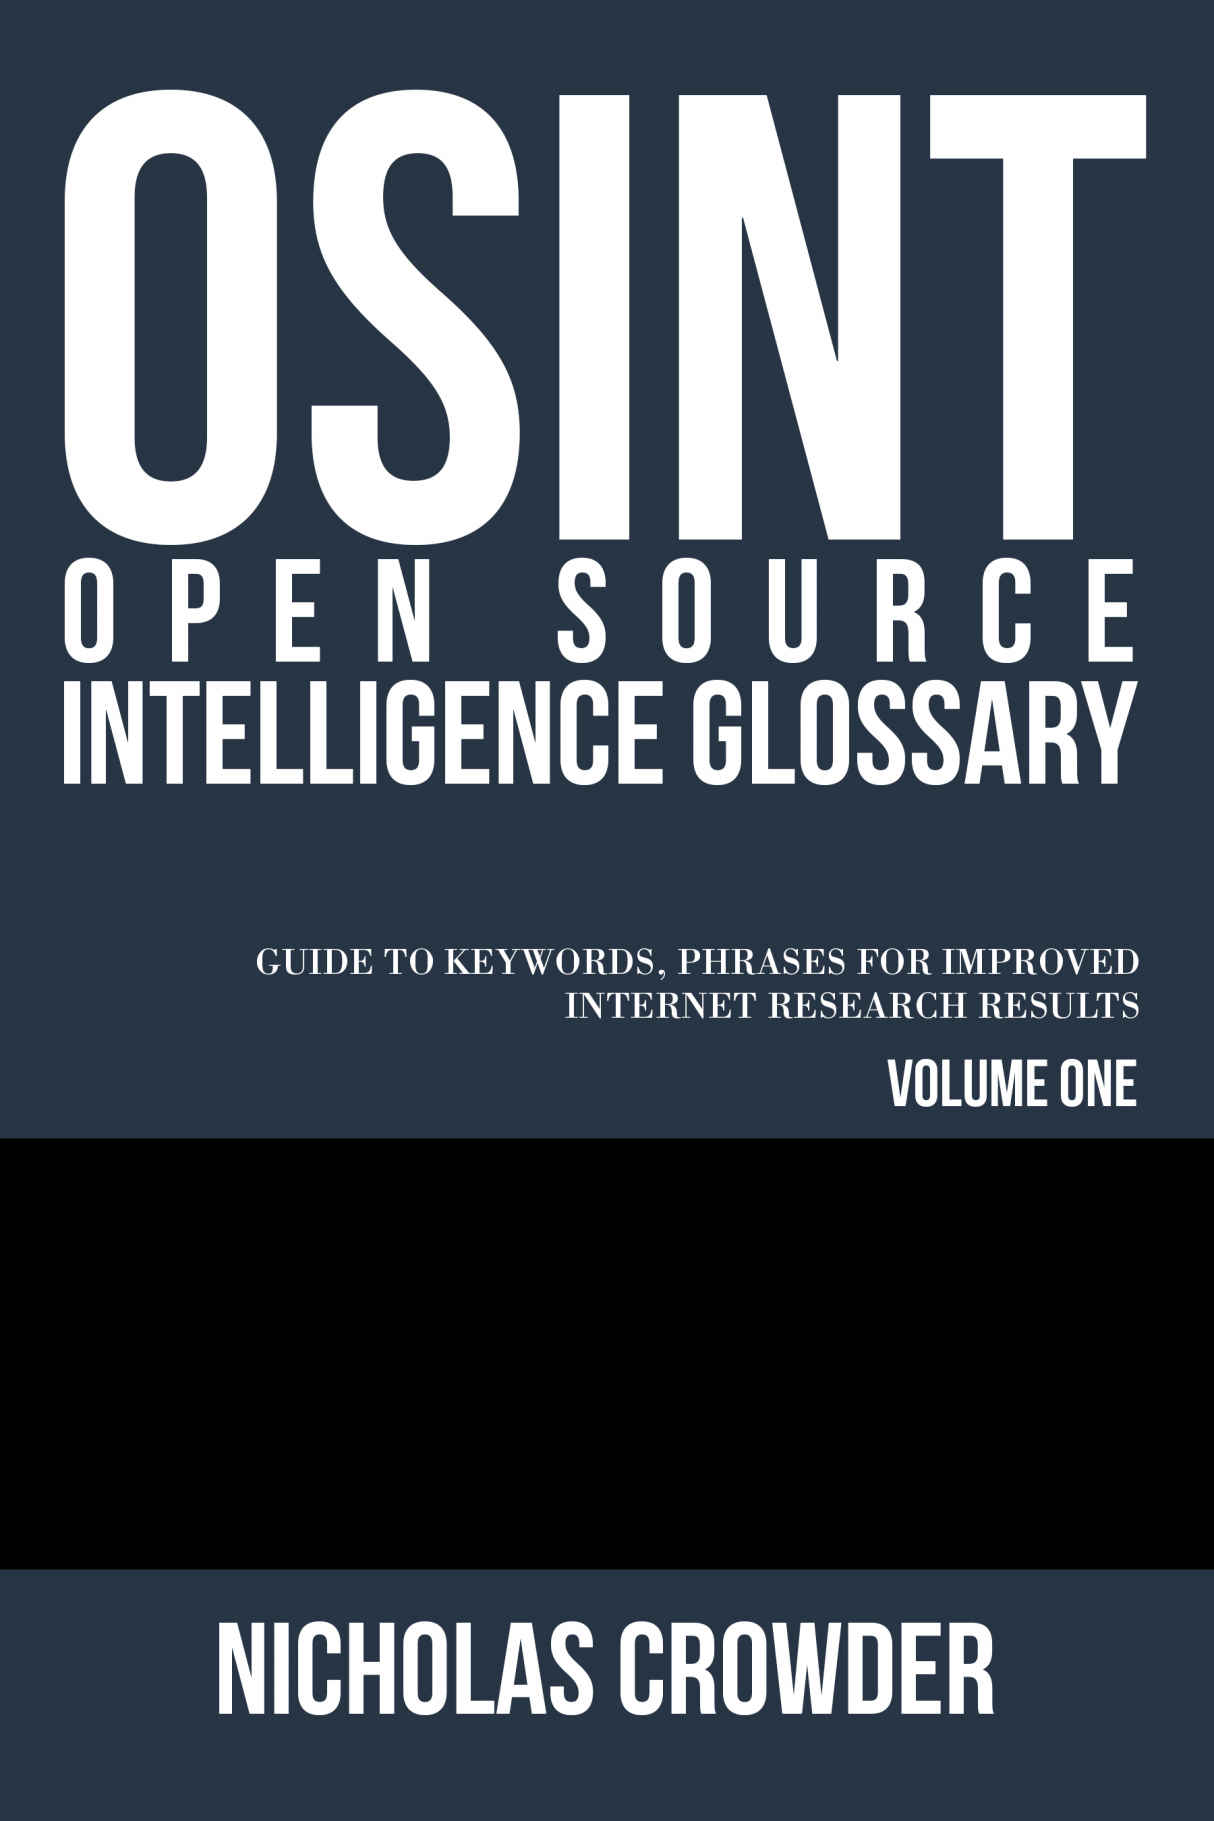 OSINT
OPEN SOURCE
INTELLIGENCE GLOSSARY
GUIDE TO KEYWORDS, PHRASES FOR IMPROVED
INTERNET RESEARCH RESULTS
VOLUME ONE
NICHOLAS CROWDER